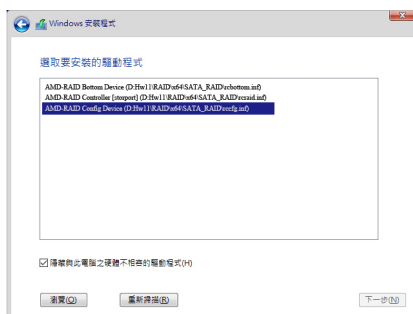 Windows 安裝程式
選取要安裝的驅動程式
AMD-RAID Bottom Device (D:\Hw11\RAID\x64\SATA_RAID\rcbottom.inf)
AMD-RAID Controller [storport] (D:\Hw11\RAID\x64\SATA_RAID\rcraid.inf)
AMD-RAID Config Device (D:\Hw11\RAID\x64\SATA_RAID\rccfg.inf)
隱藏與此電腦之硬體不相容的驅動程式(H)
瀏覽(O) 重新掃描(R) 下一步(N)